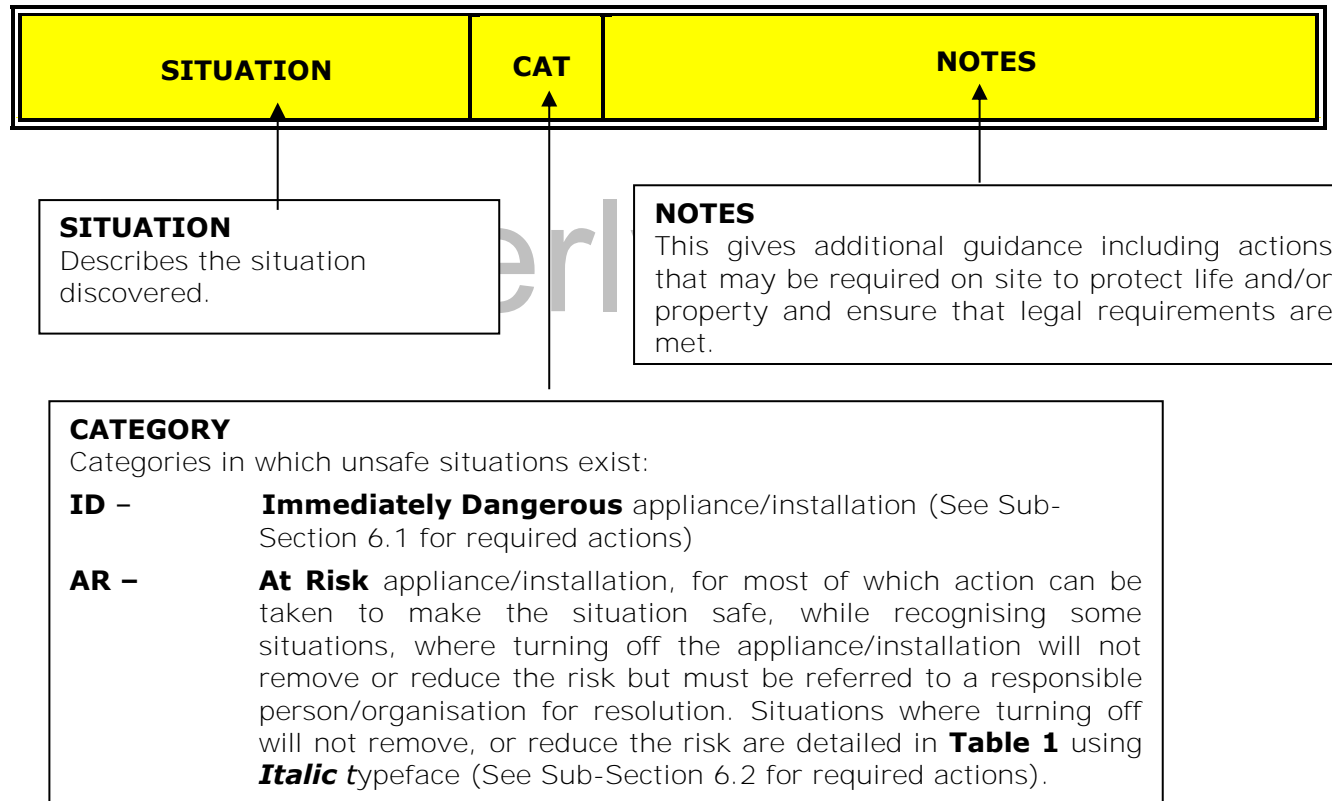 SITUATION CAT NOTES
SITUATION
Describes the situation
discovered.
NOTES
This gives additional guidance including actions
that may be required on site to protect life and/or
property and ensure that legal requirements are
met.
CATEGORY
Categories in which unsafe situations exist:
ID – Immediately Dangerous appliance/installation (See Sub-
Section 6.1 for required actions)
AR – At Risk appliance/installation, for most of which action can be
taken to make the situation safe, while recognising some
situations, where turning off the appliance/installation will not
remove or reduce the risk but must be referred to a responsible
person/organisation for resolution. Situations where turning off
will not remove, or reduce the risk are detailed in Table 1 using
Italic typeface (See Sub-Section 6.2 for required actions).